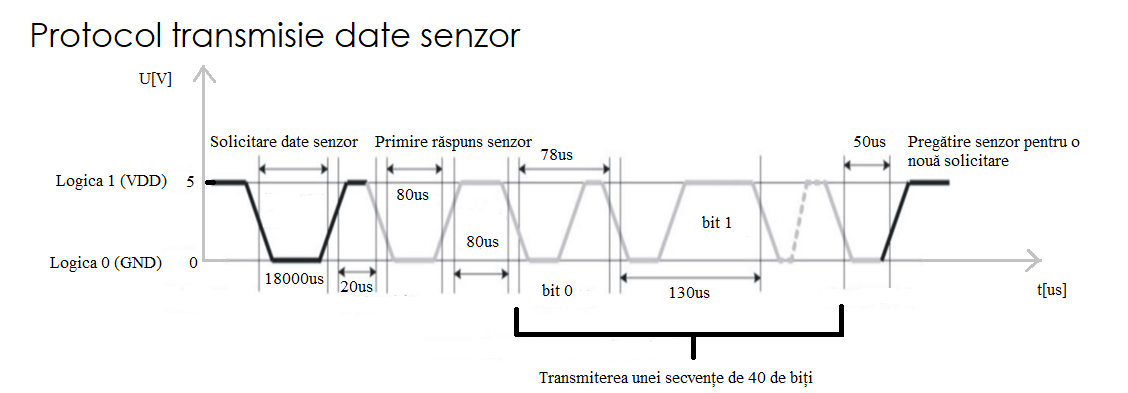 Protocol transmisie date senzor
U[V]
Solicitare date senzor
Primire răspuns senzor
78us
50us
Pregătire senzor pentru o
nouă solicitare
Logica 1 (VDD)
5
80us
bit 1
80us
Logica 0 (GND)
0
18000us
20us
bit 0
130us
t[us]
Transmiterea unei secvențe de 40 de biți